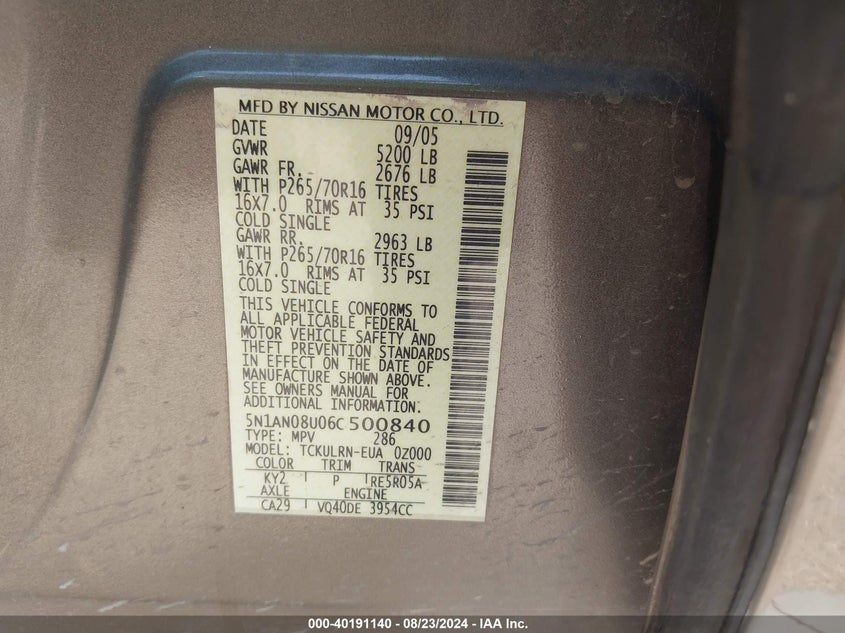 MFD BY NISSAN MOTOR CO., LTD.
DATE 09/05
GVWR 5200 LB
GAWR FR. 2676 LB
WITH P265/70R16 TIRES
16X7.0 RIMS AT 35 PSI
COLD SINGLE
GAWR RR. 2963 LB
WITH P265/70R16 TIRES
16X7.0 RIMS AT 35 PSI
COLD SINGLE
THIS VEHICLE CONFORMS TO
ALL APPLICABLE FEDERAL
MOTOR VEHICLE SAFETY AND
THEFT PREVENTION STANDARDS
IN EFFECT ON THE DATE OF
MANUFACTURE SHOWN ABOVE.
SEE OWNERS MANUAL FOR
ADDITIONAL INFORMATION.
5N1AN08U06C500840
TYPE: MPV 286
MODEL: TCKULRN-EUA 0Z000
COLOR TRIM TRANS
KY2 P RE5R05A
AXLE ENGINE
CA29 VQ40DE 3954CC
000-40191140 - 08/23/2024 - IAA Inc.